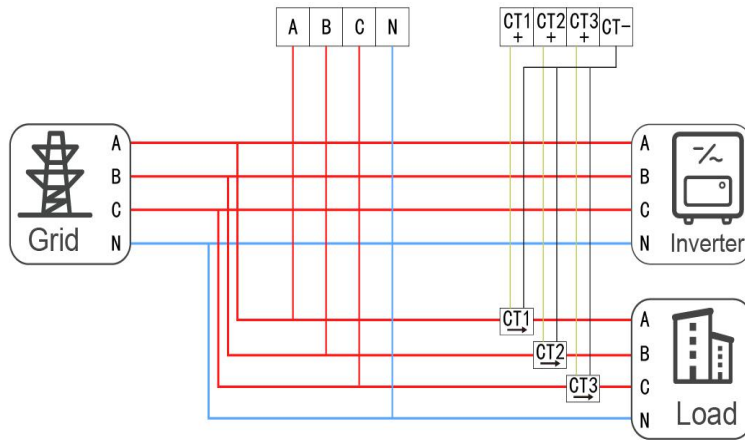 A B C N
CT1 + CT2 + CT3 + CT-
A
B
C
N
Grid
A
B
C
N
Inverter
CT1
CT2
CT3
A
B
C
N
Load